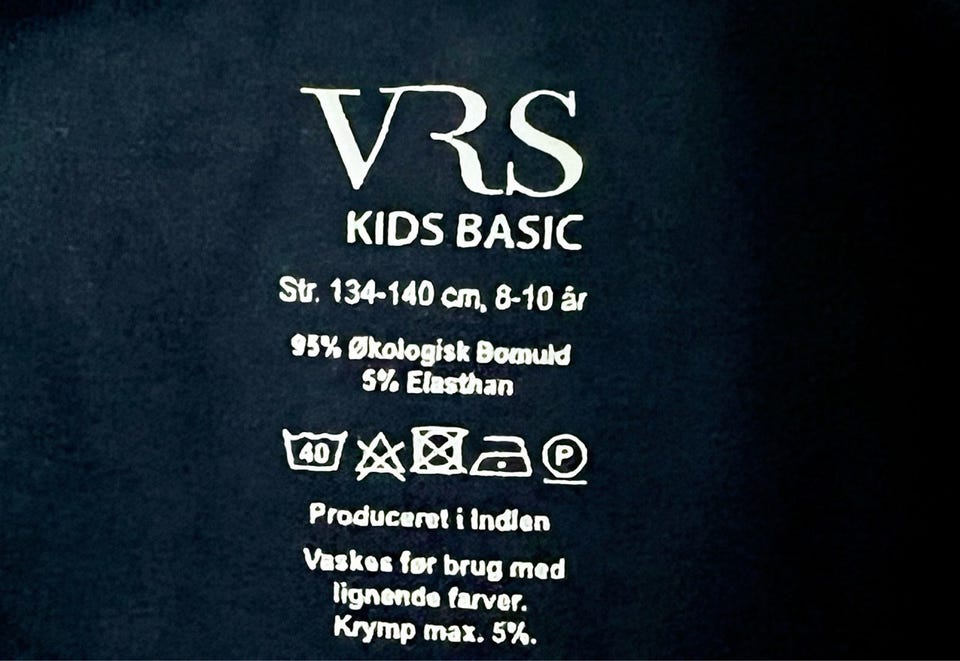 VRS
KIDS BASIC
Str. 134-140 cm, 8-10 år
95% Økologisk Bomuld
5% Elasthan
40 P
Produceret i Indien
Vaskes før brug med
lignende farver.
Krymp max. 5%.